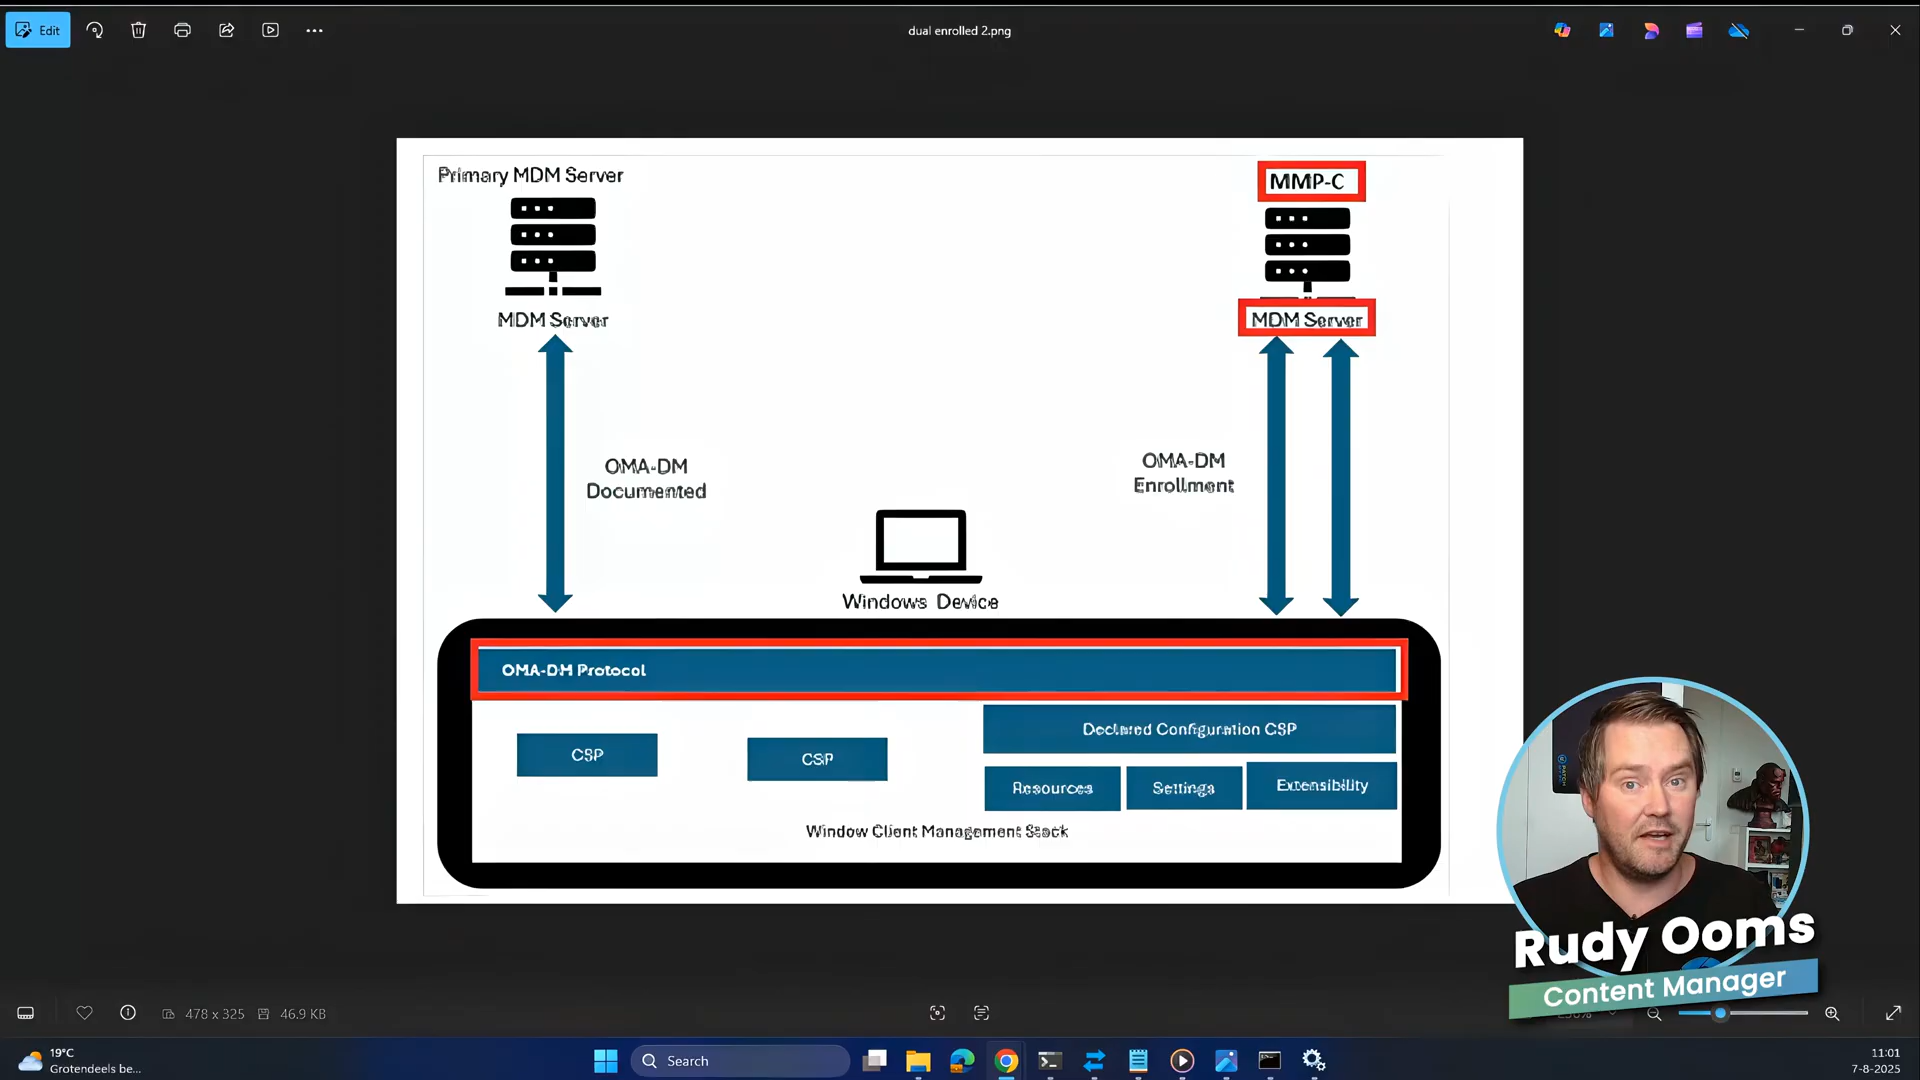 Edit
dual enrolled 2.png
Primary MDM Server
MMP-C
MDM Server
MDM Server
OMA-DM
Documented
OMA-DM
Enrollment
Windows Device
OMA-DM Protocol
Declared Configuration CSP
CSP
CSP
Resources
Settings
Extensibility
Window Client Management Stack
PATCH
Rudy Ooms
Content Manager
478 x 325
46.9 KB
19°C
Grotendeels be...
Search
11:01
7-8-2025